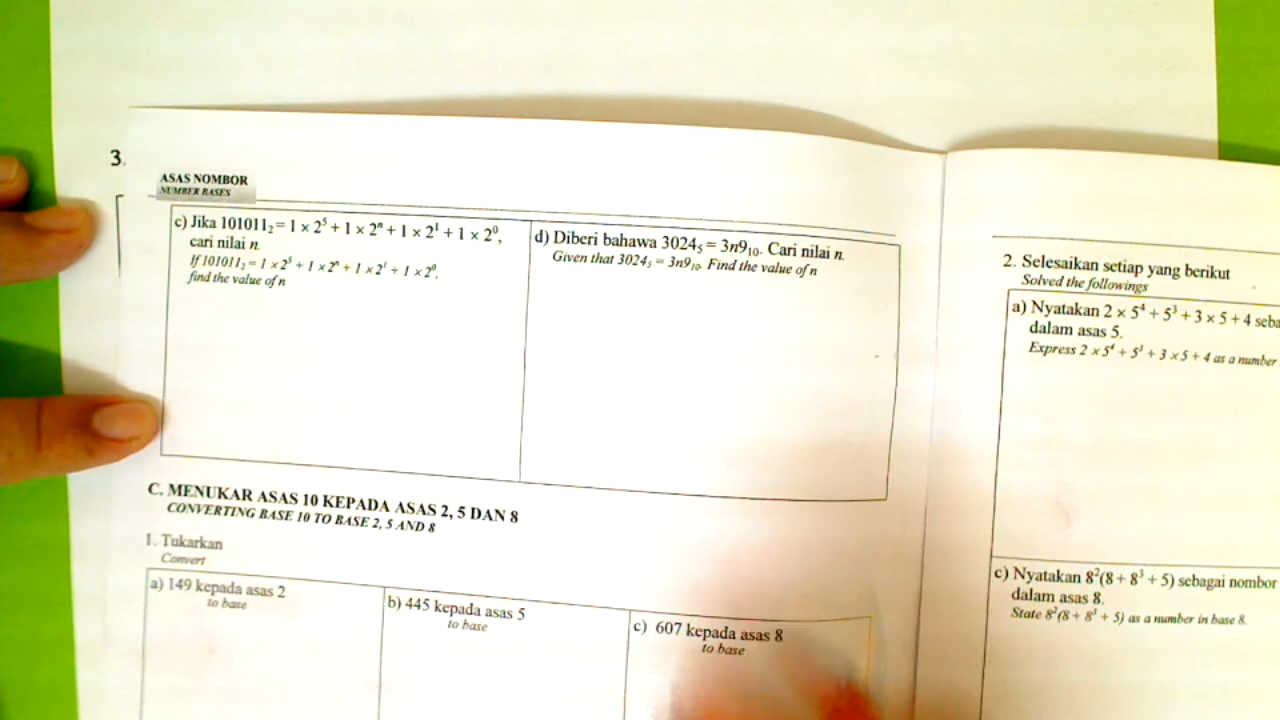 3.
ASAS NOMBOR
NUMBER BASES
c) Jika 101011₂ = 1 × 2⁵ + 1 × 2ⁿ + 1 × 2¹ + 1 × 2⁰,
cari nilai n.
If 101011₂ = 1 × 2⁵ + 1 × 2ⁿ + 1 × 2¹ + 1 × 2⁰,
find the value of n
d) Diberi bahawa 3024₅ = 3n9₁₀. Cari nilai n.
Given that 3024₅ = 3n9₁₀. Find the value of n
C. MENUKAR ASAS 10 KEPADA ASAS 2, 5 DAN 8
CONVERTING BASE 10 TO BASE 2, 5 AND 8
1. Tukarkan
Convert
a) 149 kepada asas 2
to base
b) 445 kepada asas 5
to base
c) 607 kepada asas 8
to base
2. Selesaikan setiap yang berikut
Solved the followings
a) Nyatakan 2 × 5⁴ + 5³ + 3 × 5 + 4 seba
dalam asas 5.
Express 2 × 5⁴ + 5³ + 3 × 5 + 4 as a number
c) Nyatakan 8²(8 + 8³ + 5) sebagai nombor
dalam asas 8.
State 8²(8 + 8³ + 5) as a number in base 8.